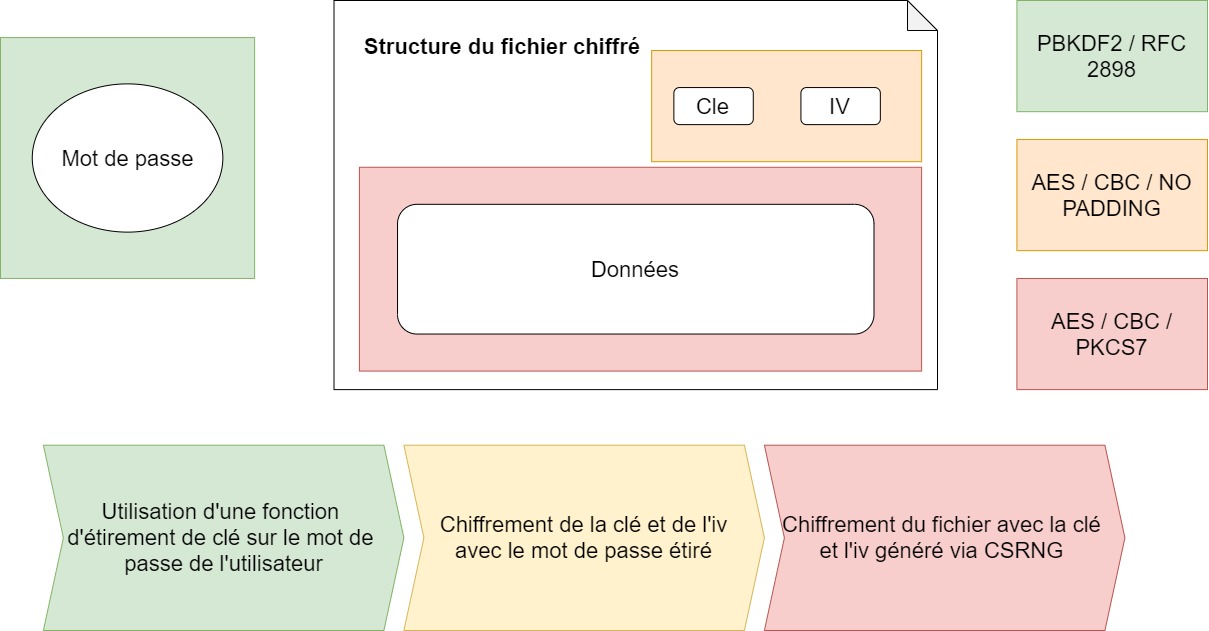 Structure du fichier chiffré
Mot de passe
Cle
IV
Données
PBKDF2 / RFC
2898
AES / CBC / NO
PADDING
AES / CBC /
PKCS7
Utilisation d'une fonction
d'étirement de clé sur le mot de
passe de l'utilisateur
Chiffrement de la clé et de l'iv
avec le mot de passe étiré
Chiffrement du fichier avec la clé
et l'iv généré via CSRNG